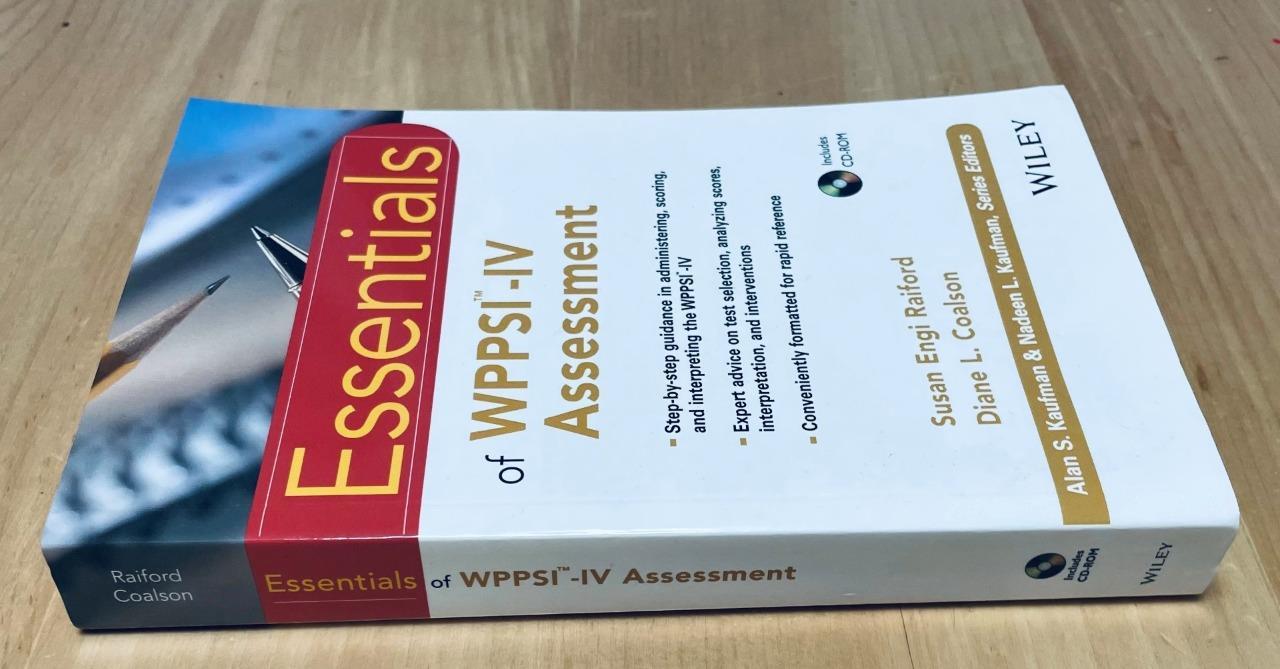 Essentials
of WPPSI™-IV
Assessment
- Step-by-step guidance in administering, scoring,
and interpreting the WPPSI™-IV
- Expert advice on test selection, analyzing scores,
interpretation, and interventions
- Conveniently formatted for rapid reference
Includes
CD-ROM
Susan Engi Raiford
Diane L. Coalson
Alan S. Kaufman & Nadeen L. Kaufman, Series Editors
WILEY
Raiford
Coalson
Essentials of WPPSI™-IV Assessment
Includes
CD-ROM
WILEY